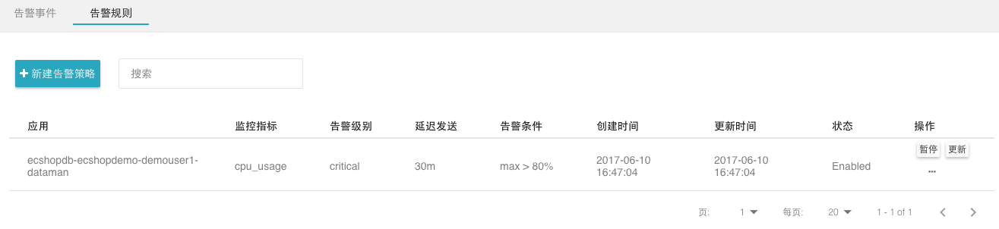 告警事件 告警规则
+ 新建告警策略 搜索
应用 监控指标 告警级别 延迟发送 告警条件 创建时间 更新时间 状态 操作
暂停 更新
ecshopdb-ecshopdemo-demouser1-dataman cpu_usage critical 30m max > 80% 2017-06-10 16:47:04 2017-06-10 16:47:04 Enabled ...
页: 1 每页: 20 1 - 1 of 1